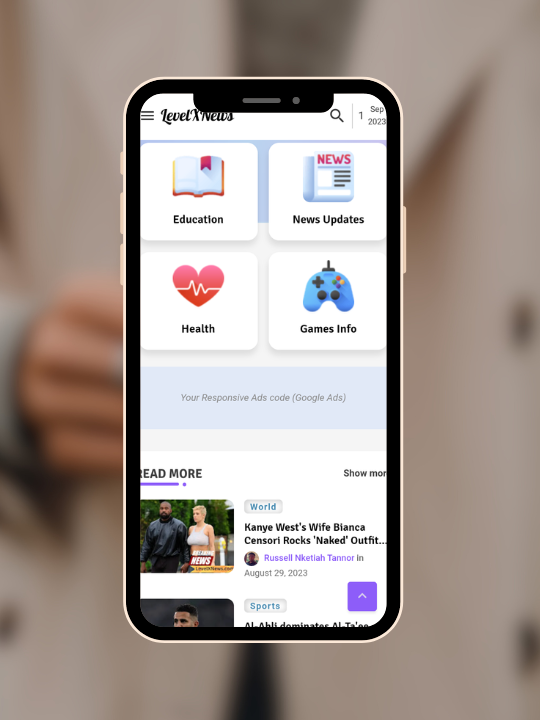 LevelXNews
1
Sep
2023
Education
NEWS
News Updates
Health
Games Info
Your Responsive Ads code (Google Ads)
READ MORE
Show mor
World
Kanye West's Wife Bianca
Censori Rocks 'Naked' Outfit...
Russell Nketiah Tannor in
August 29, 2023
NEWS
LevelXNews.com
Sports
Al-Ahli dominates Al-Ta'ee